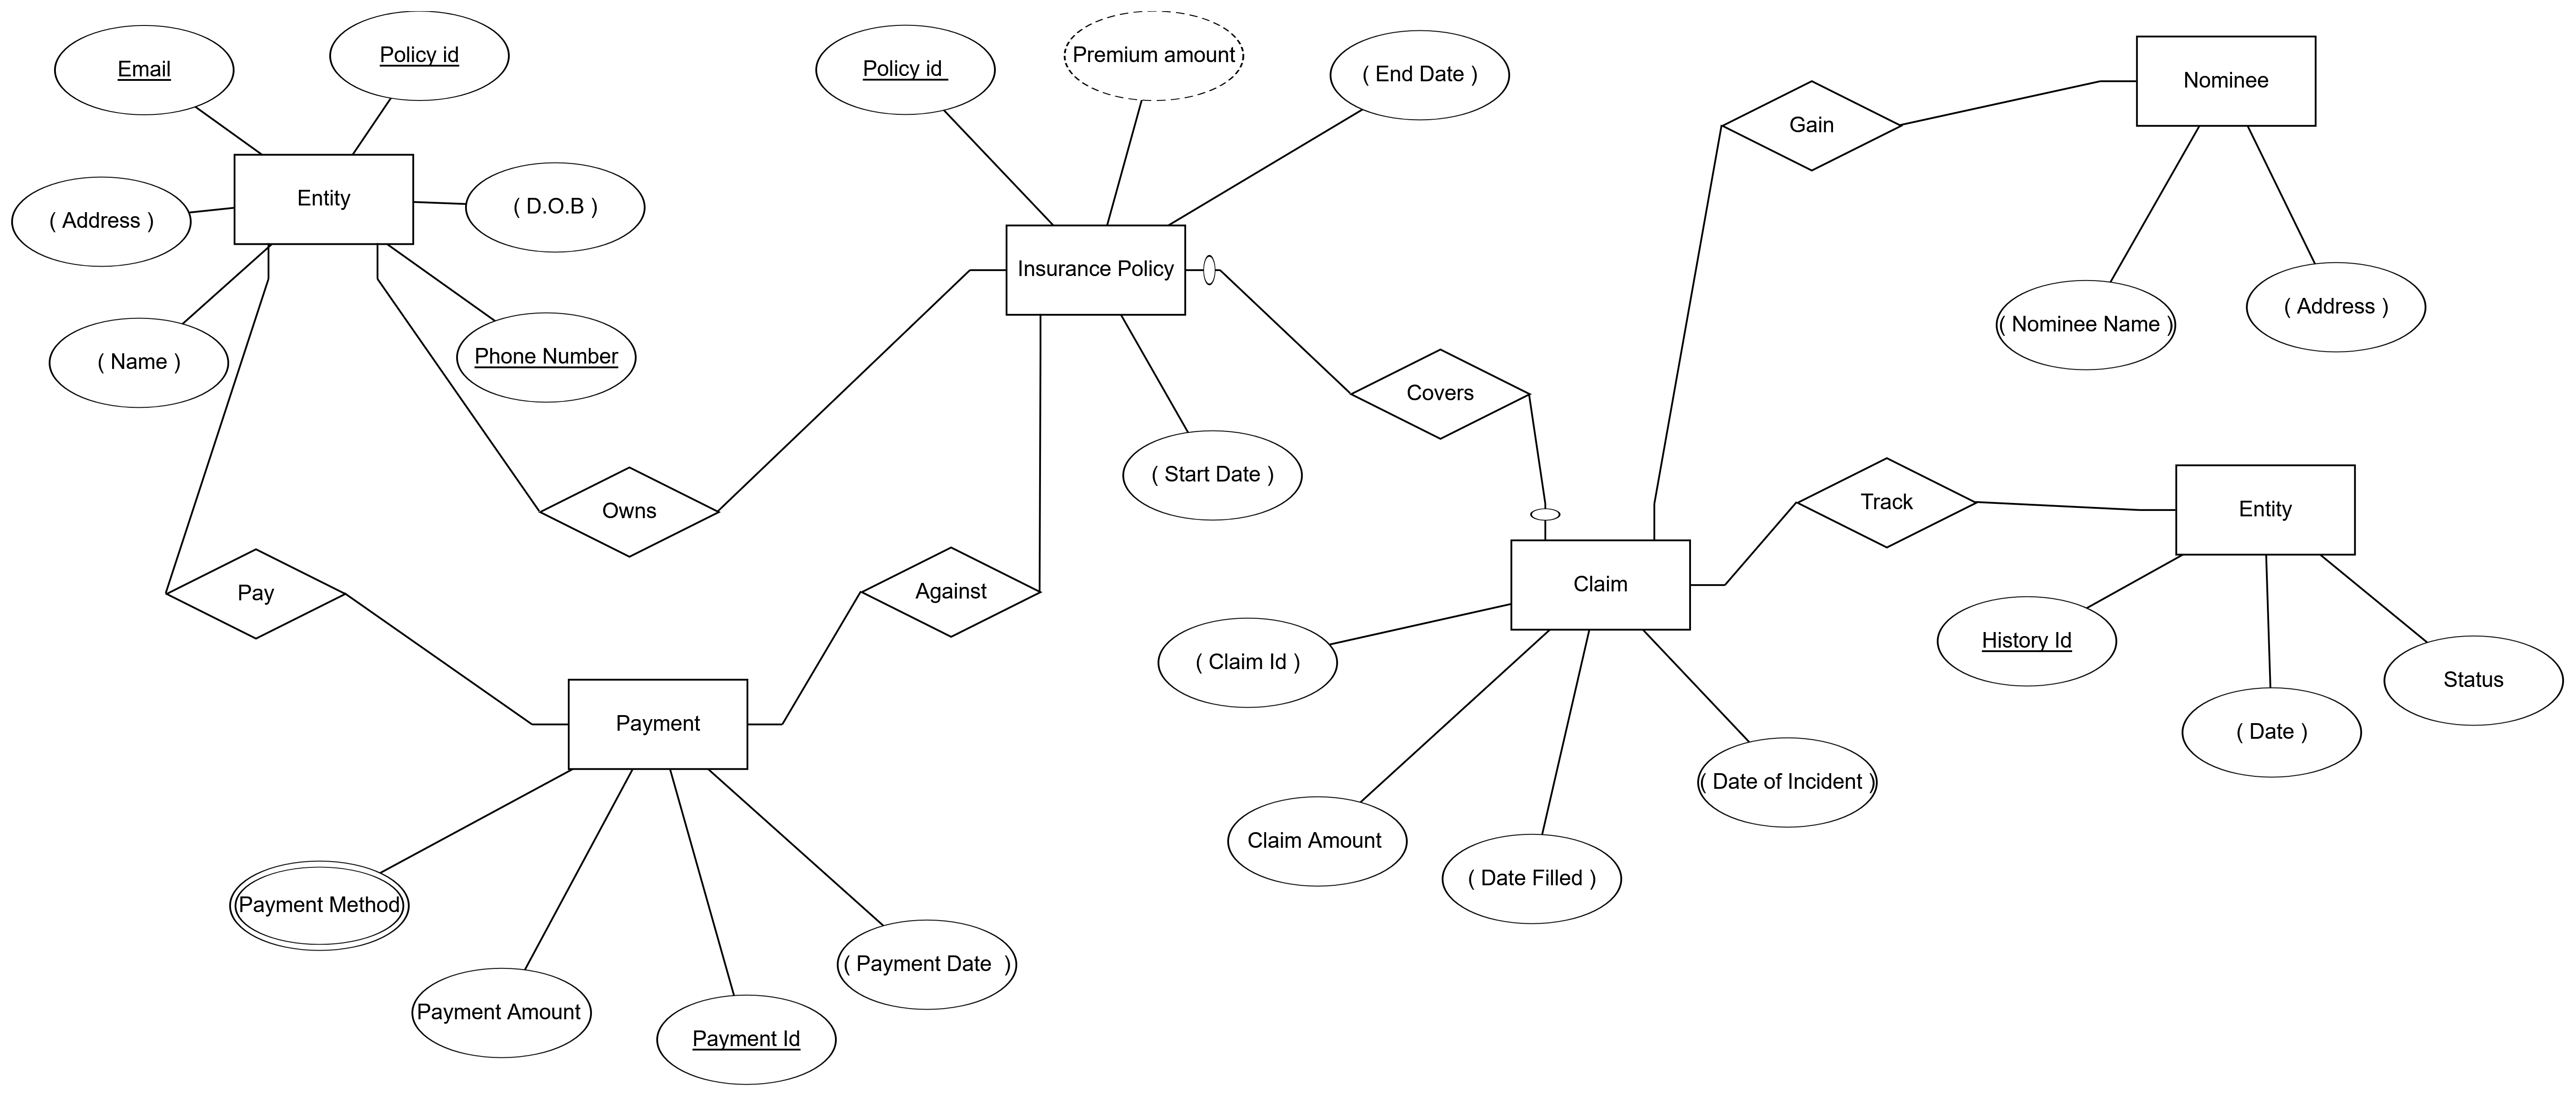 Email
Policy id
Entity
( Address )
( D.O.B )
( Name )
Phone Number
Policy id
Premium amount
( End Date )
Insurance Policy
( Start Date )
Owns
Pay
Against
Covers
Gain
Nominee
( Nominee Name )
( Address )
Track
Entity
History Id
( Date )
Status
Claim
( Claim Id )
Claim Amount
( Date Filled )
( Date of Incident )
Payment
Payment Method
Payment Amount
Payment Id
( Payment Date )